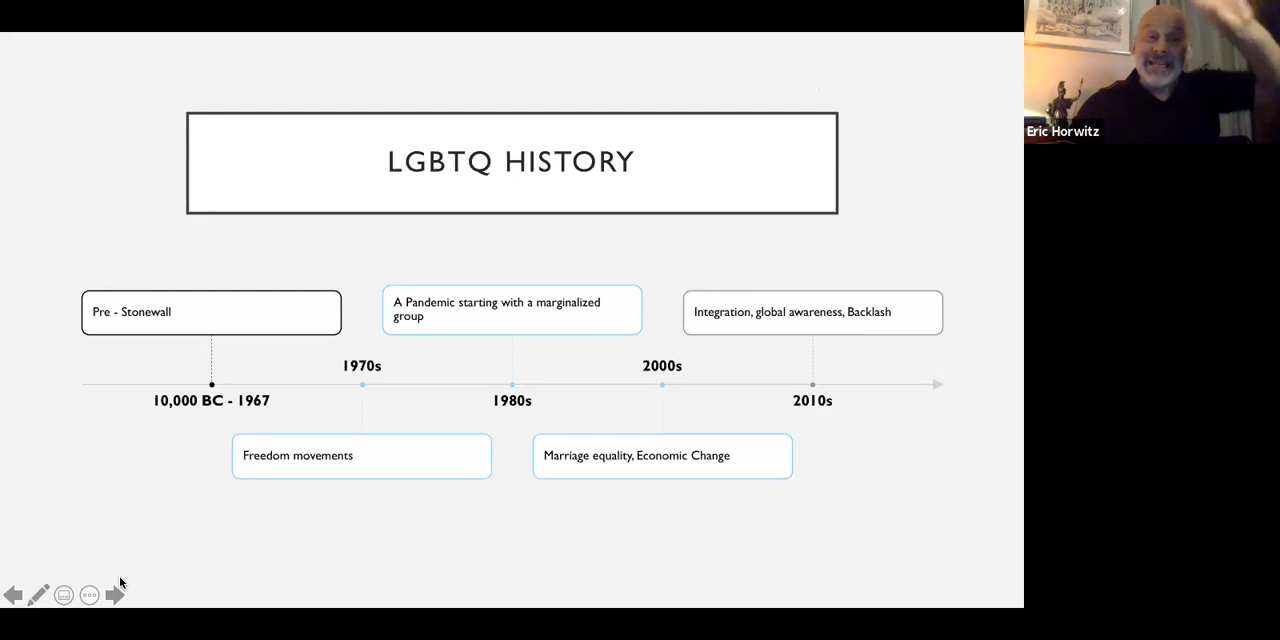 LGBTQ HISTORY
Eric Horwitz
Pre - Stonewall
A Pandemic starting with a marginalized
group
Integration, global awareness, Backlash
1970s
2000s
10,000 BC - 1967
1980s
2010s
Freedom movements
Marriage equality, Economic Change